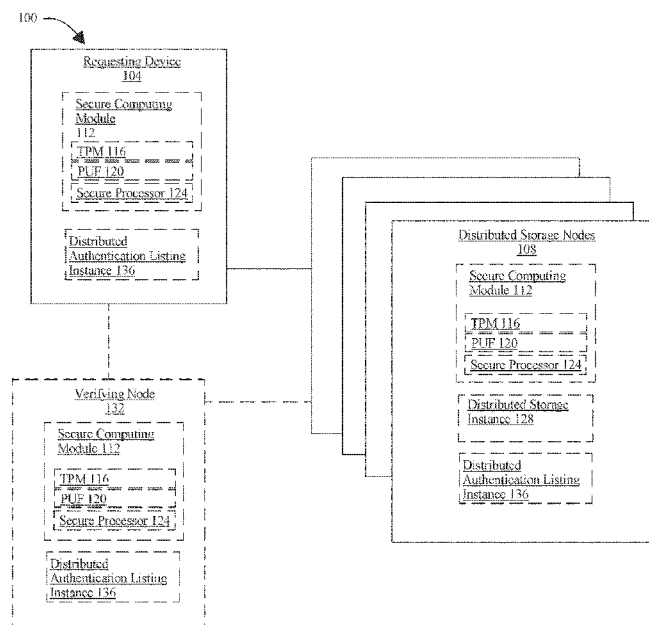 100
Requesting Device
104
Secure Computing
Module
112
TPM 116
PUF 120
Secure Processor 124
Distributed
Authentication Listing
Instance 136
Distributed Storage Nodes
108
Secure Computing
Module 112
TPM 116
PUF 120
Secure Processor 124
Distributed Storage
Instance 128
Distributed
Authentication Listing
Instance 136
Verifying Node
132
Secure Computing
Module 112
TPM 116
PUF 120
Secure Processor 124
Distributed
Authentication Listing
Instance 136